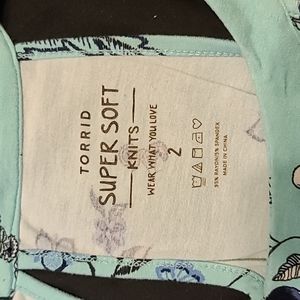 TORRID
SUPER SOFT
KNITS
WEAR WHAT YOU LOVE
2
95% RAYON/5% SPANDEX
MADE IN CHINA